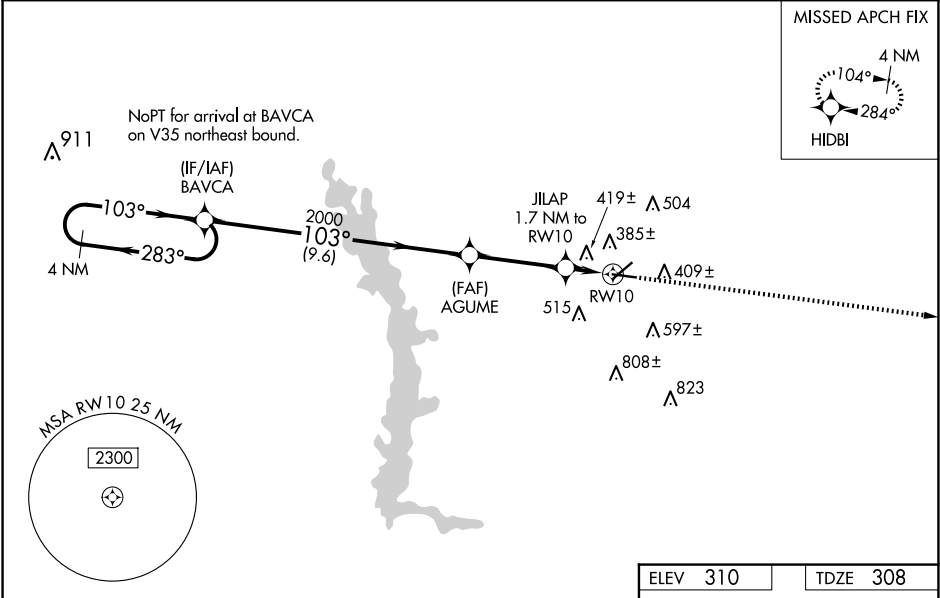 MISSED APCH FIX
4 NM
104°
284°
HIDBI
NoPT for arrival at BAVCA
on V35 northeast bound.
911
(IF/IAF)
BAVCA
103°
283°
4 NM
2000
103°
(9.6)
(FAF)
AGUME
JILAP
1.7 NM to
RW10
419±
504
385±
409±
RW10
515
597±
808±
823
MSA RW10 25 NM
2300
ELEV 310
TDZE 308